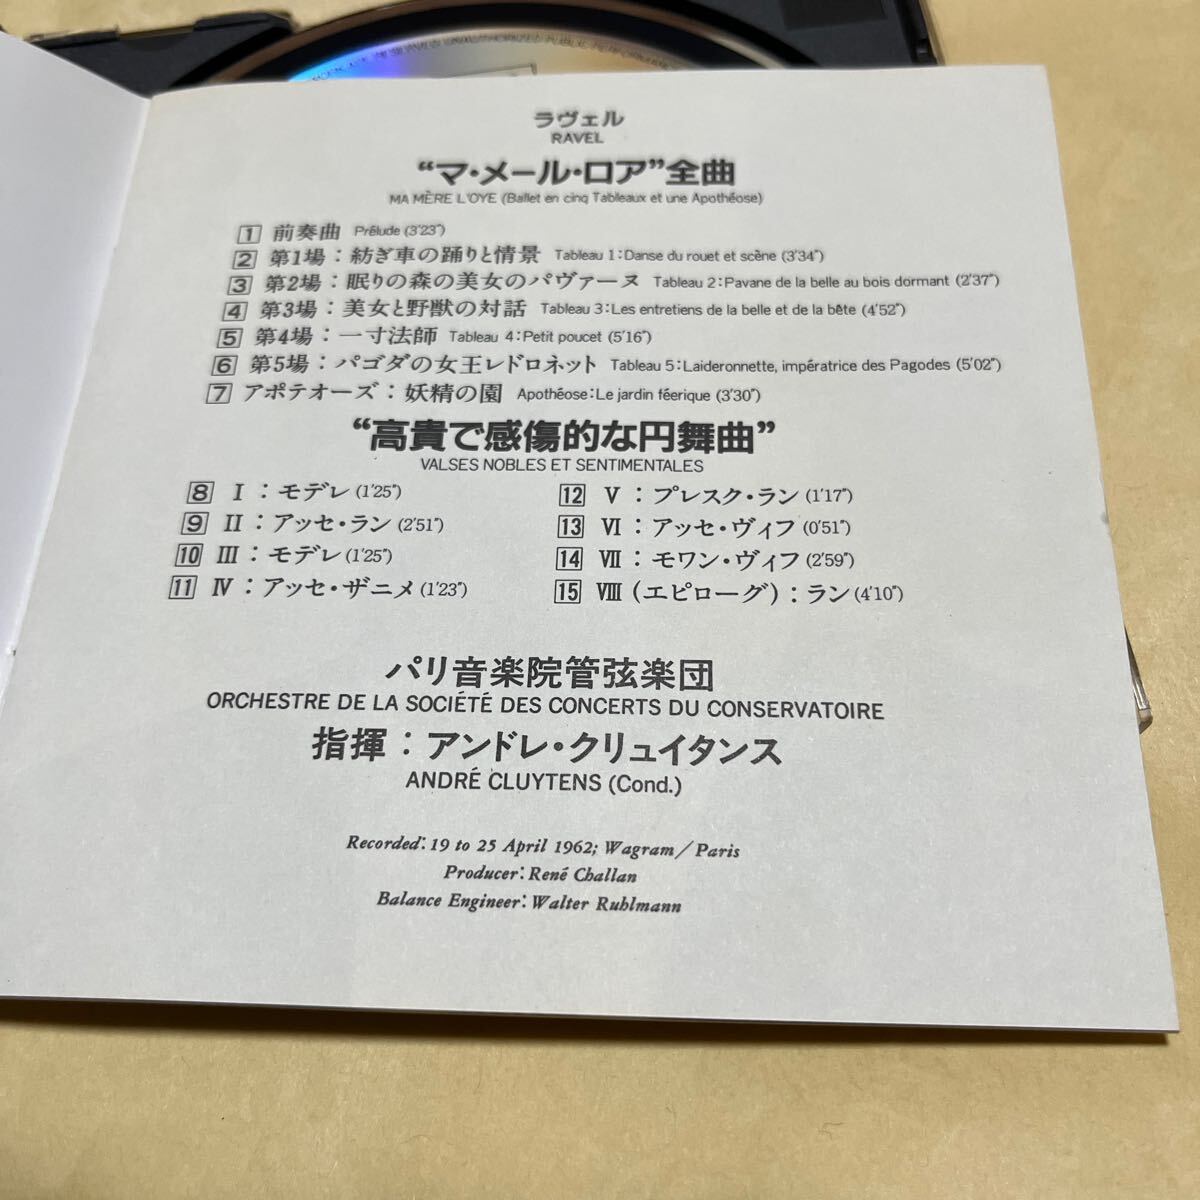 ラヴェル
RAVEL
“マ・メール・ロア”全曲
MA MÈRE L'OYE (Ballet en cinq Tableaux et une Apothéose)
1 前奏曲 Prélude (3'23")
2 第1場：紡ぎ車の踊りと情景 Tableau 1:Danse du rouet et scène (3'34")
3 第2場：眠りの森の美女のパヴァーヌ Tableau 2:Pavane de la belle au bois dormant (2'37")
4 第3場：美女と野獣の対話 Tableau 3:Les entretiens de la belle et de la bête (4'52")
5 第4場：一寸法師 Tableau 4:Petit poucet (5'16")
6 第5場：パゴダの女王レドロネット Tableau 5:Laideronnette, impératrice des Pagodes (5'02")
7 アポテオーズ：妖精の園 Apothéose:Le jardin féerique (3'30")
“高貴で感傷的な円舞曲”
VALSES NOBLES ET SENTIMENTALES
8 I：モデレ (1'25")
9 II：アッセ・ラン (2'51")
10 III：モデレ (1'25")
11 IV：アッセ・ザニメ (1'23")
12 V：プレスク・ラン (1'17")
13 VI：アッセ・ヴィフ (0'51")
14 VII：モワン・ヴィフ (2'59")
15 VIII (エピローグ)：ラン (4'10")
パリ音楽院管弦楽団
ORCHESTRE DE LA SOCIÉTÉ DES CONCERTS DU CONSERVATOIRE
指揮：アンドレ・クリュイタンス
ANDRÉ CLUYTENS (Cond.)
Recorded: 19 to 25 April 1962; Wagram/Paris
Producer: René Challan
Balance Engineer: Walter Ruhlmann